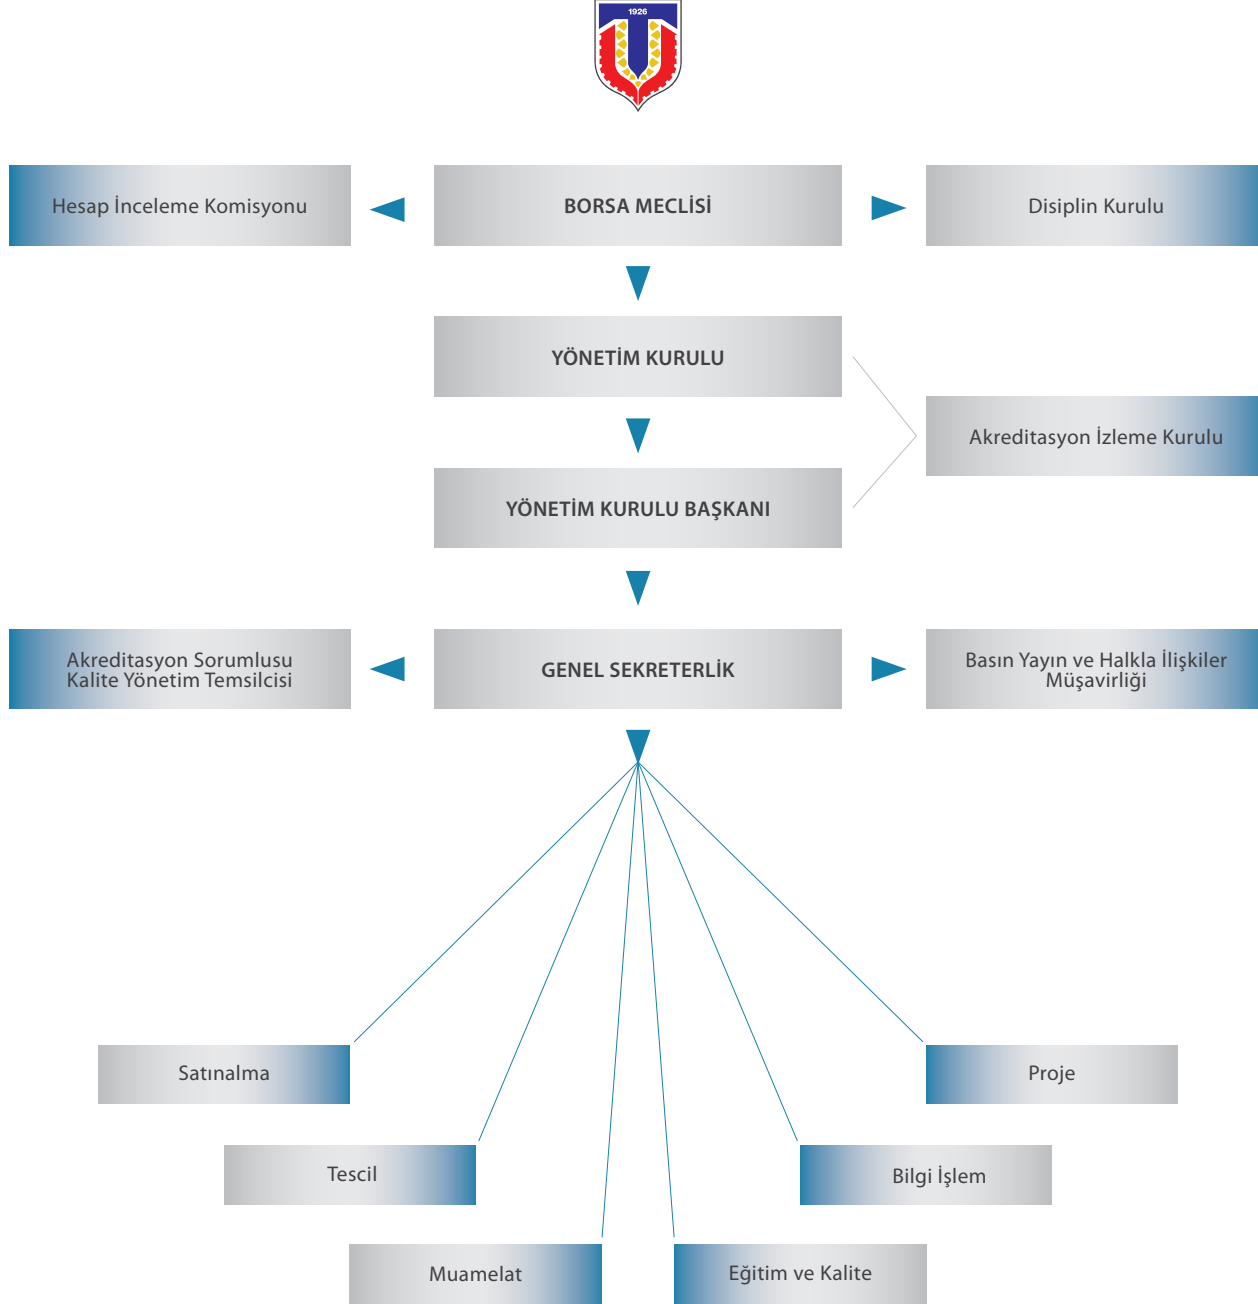 1926
Hesap İnceleme Komisyonu
BORSA MECLİSİ
Disiplin Kurulu
YÖNETİM KURULU
Akreditasyon İzleme Kurulu
YÖNETİM KURULU BAŞKANI
Akreditasyon Sorumlusu
Kalite Yönetim Temsilcisi
GENEL SEKRETERLİK
Basın Yayın ve Halkla İlişkiler
Müşavirliği
Satınalma
Proje
Tescil
Bilgi İşlem
Muamelat
Eğitim ve Kalite